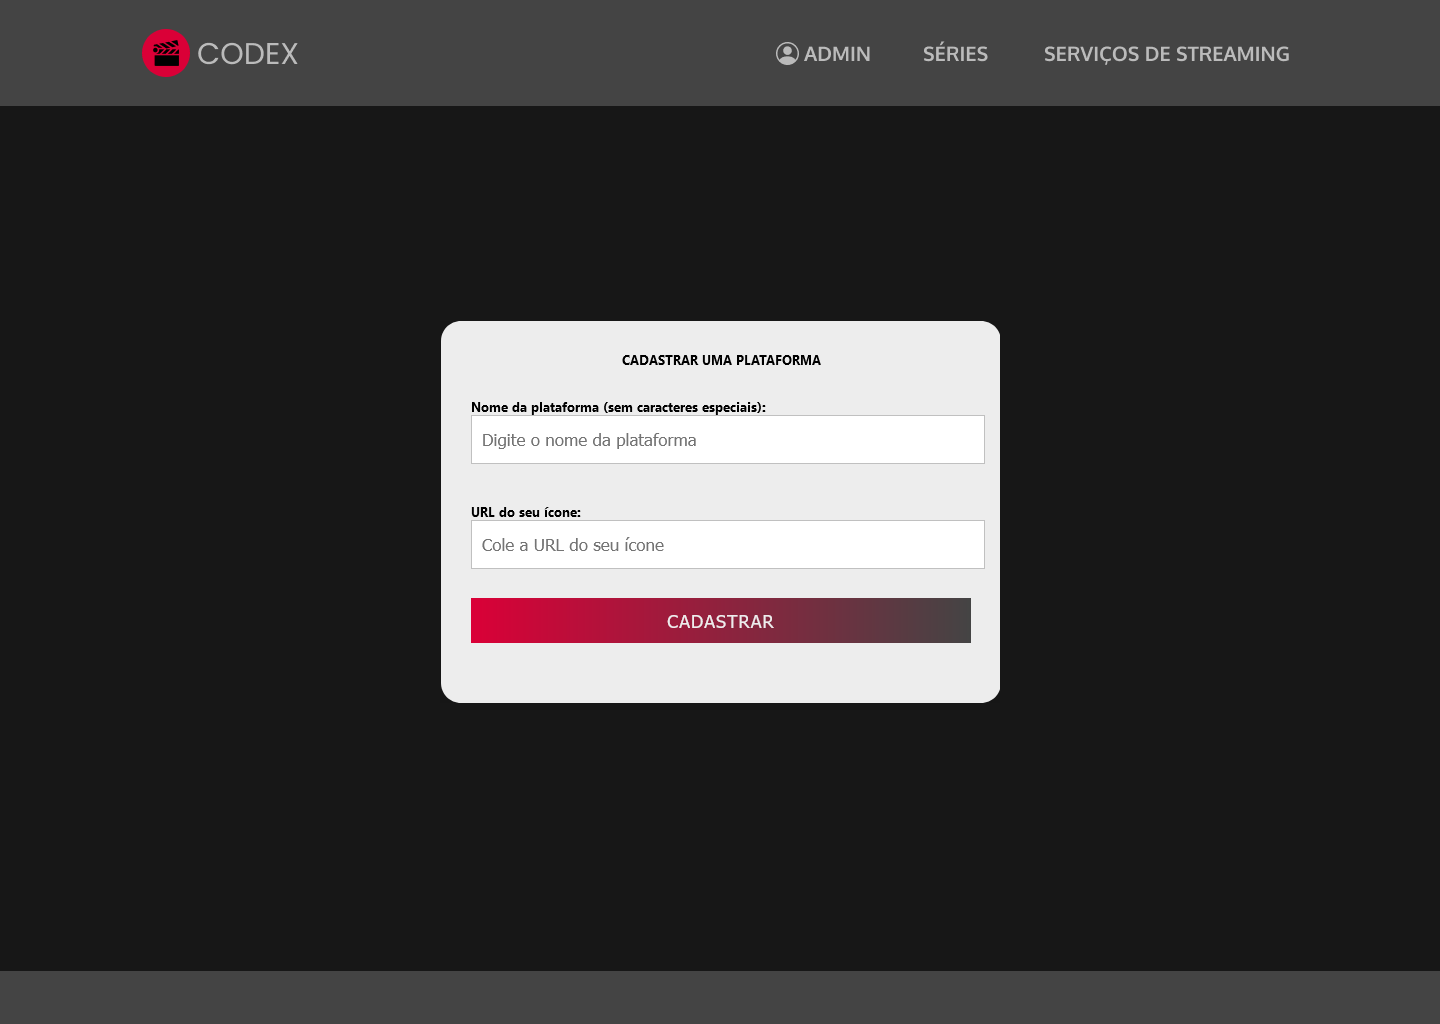 CODEX
ADMIN SÉRIES SERVIÇOS DE STREAMING
CADASTRAR UMA PLATAFORMA
Nome da plataforma (sem caracteres especiais):
Digite o nome da plataforma
URL do seu ícone:
Cole a URL do seu ícone
CADASTRAR